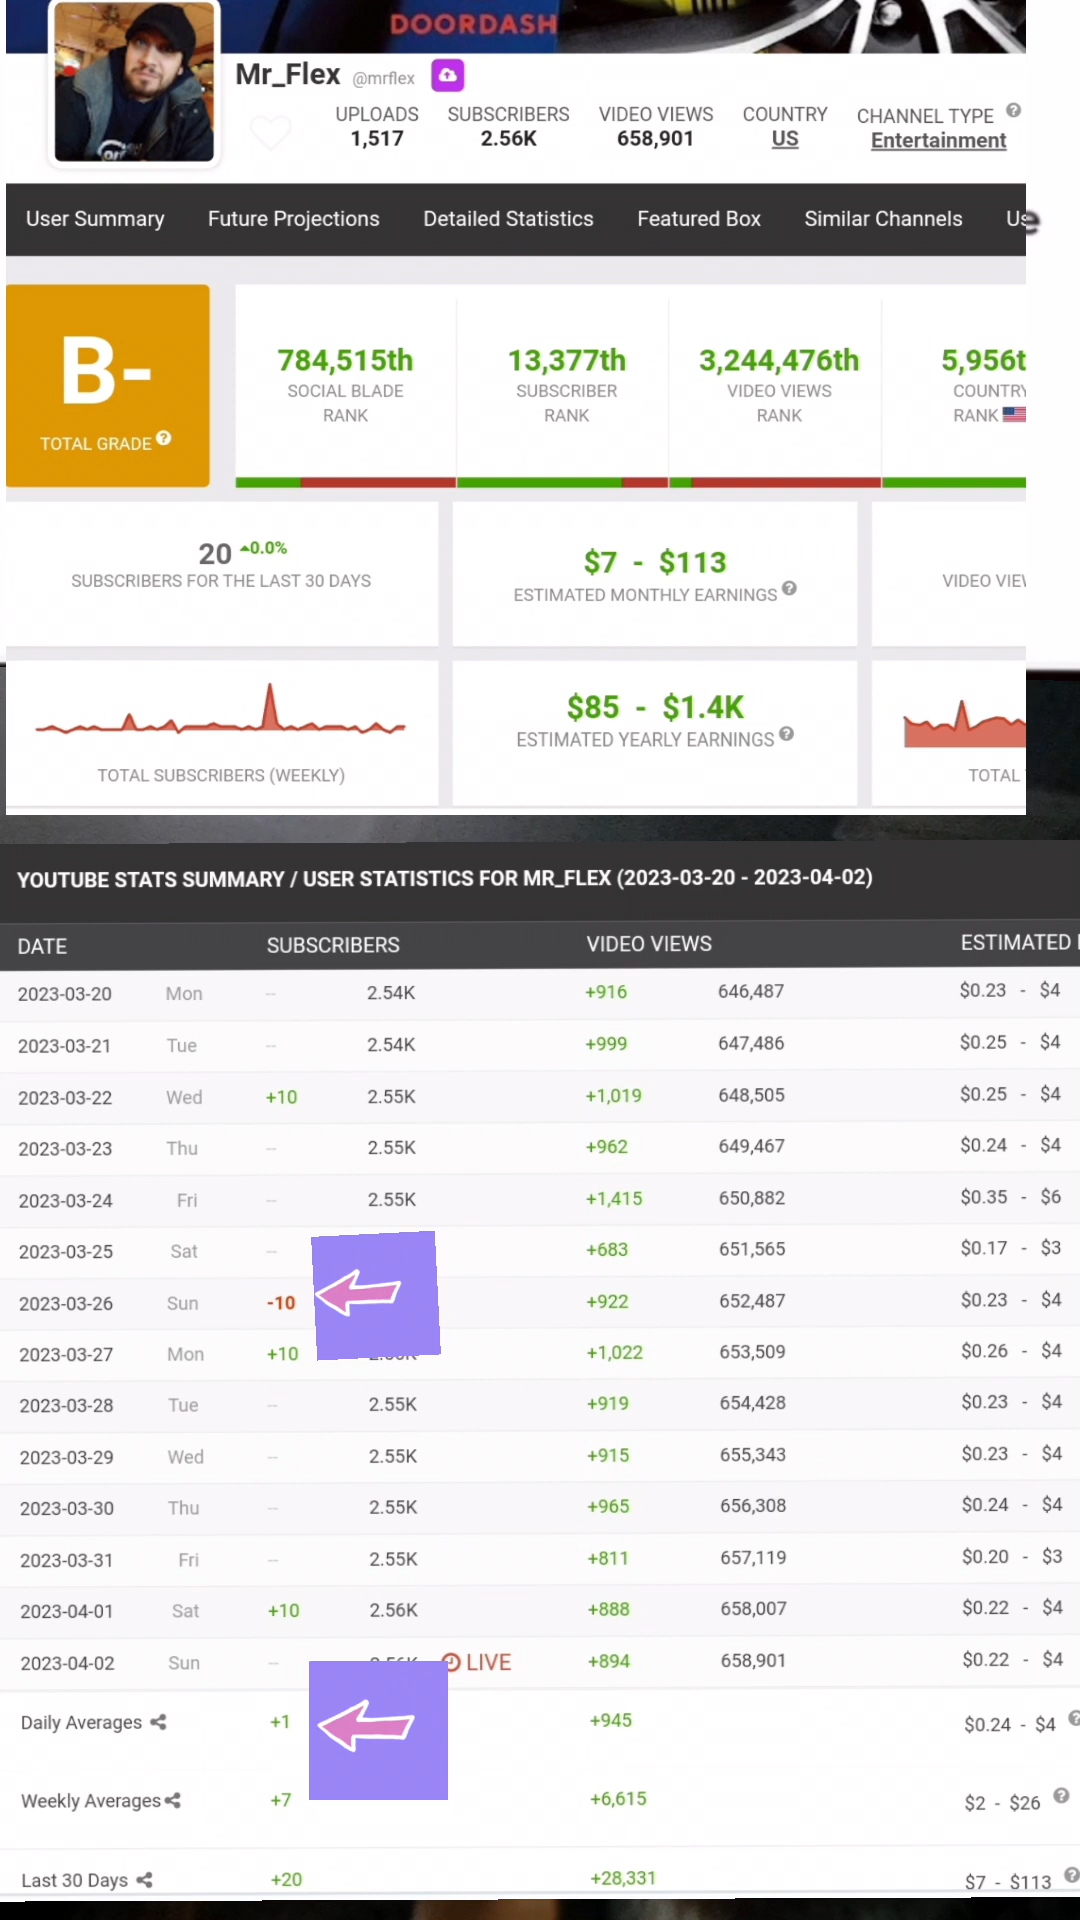 DOORDASH
Mr_Flex @mrflex
UPLOADS SUBSCRIBERS VIDEO VIEWS COUNTRY CHANNEL TYPE ?
1,517 2.56K 658,901 US Entertainment
User Summary Future Projections Detailed Statistics Featured Box Similar Channels Use
B-
TOTAL GRADE ?
784,515th 13,377th 3,244,476th 5,956t
SOCIAL BLADE SUBSCRIBER VIDEO VIEWS COUNTRY
RANK RANK RANK RANK
20 0.0%
SUBSCRIBERS FOR THE LAST 30 DAYS
$7 - $113
ESTIMATED MONTHLY EARNINGS ?
VIDEO VIEW
TOTAL SUBSCRIBERS (WEEKLY)
$85 - $1.4K
ESTIMATED YEARLY EARNINGS ?
TOTAL
YOUTUBE STATS SUMMARY / USER STATISTICS FOR MR_FLEX (2023-03-20 - 2023-04-02)
DATE SUBSCRIBERS VIDEO VIEWS ESTIMATED
2023-03-20 Mon -- 2.54K +916 646,487 $0.23 - $4
2023-03-21 Tue -- 2.54K +999 647,486 $0.25 - $4
2023-03-22 Wed +10 2.55K +1,019 648,505 $0.25 - $4
2023-03-23 Thu -- 2.55K +962 649,467 $0.24 - $4
2023-03-24 Fri -- 2.55K +1,415 650,882 $0.35 - $6
2023-03-25 Sat -- +683 651,565 $0.17 - $3
2023-03-26 Sun -10 +922 652,487 $0.23 - $4
2023-03-27 Mon +10 +1,022 653,509 $0.26 - $4
2023-03-28 Tue -- 2.55K +919 654,428 $0.23 - $4
2023-03-29 Wed -- 2.55K +915 655,343 $0.23 - $4
2023-03-30 Thu -- 2.55K +965 656,308 $0.24 - $4
2023-03-31 Fri -- 2.55K +811 657,119 $0.20 - $3
2023-04-01 Sat +10 2.56K +888 658,007 $0.22 - $4
2023-04-02 Sun -- LIVE +894 658,901 $0.22 - $4
Daily Averages +1 +945 $0.24 - $4 ?
Weekly Averages +7 +6,615 $2 - $26 ?
Last 30 Days +20 +28,331 $7 - $113 ?